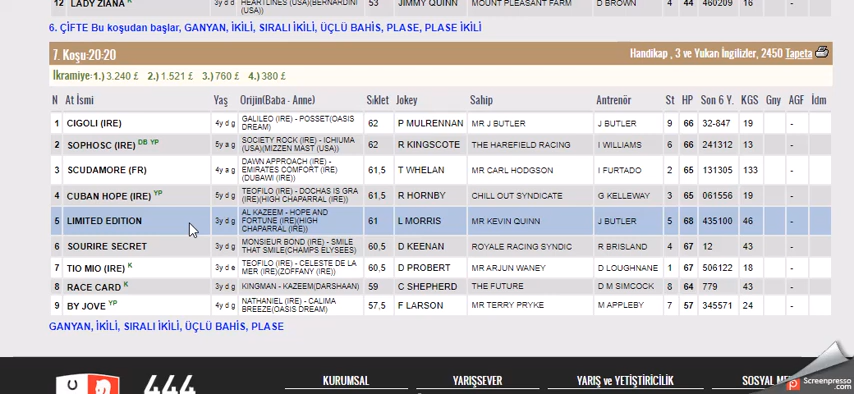 12 LADY ZIANA K 3y d d HEARTLINES (USA)(BERNARDINI (USA)) 53 JIMMY QUINN MOUNT PLEASANT FARM D BROWN 4 44 460209 16
6. ÇİFTE Bu koşudan başlar, GANYAN, İKİLİ, SIRALI İKİLİ, ÜÇLÜ BAHİS, PLASE, PLASE İKİLİ
7. Koşu:20:20 Handikap , 3 ve Yukarı İngilizler, 2450 Tapeta
İkramiye:1.) 3.240 £ 2.) 1.521 £ 3.) 760 £ 4.) 380 £
N At İsmi Yaş Orijin(Baba - Anne) Sıklet Jokey Sahip Antrenör St HP Son 6 Y. KGS Gny AGF İdm
1 CIGOLI (IRE) 4y d g GALILEO (IRE) - POSSET(OASIS DREAM) 62 P MULRENNAN MR J BUTLER J BUTLER 9 66 32-847 19 -
2 SOPHOSC (IRE) DB YP 5y a g SOCIETY ROCK (IRE) - ICHIUMA (USA)(MIZZEN MAST (USA)) 62 R KINGSCOTE THE HAREFIELD RACING I WILLIAMS 6 66 241312 13 -
3 SCUDAMORE (FR) 4y a g DAWN APPROACH (IRE) - EMIRATES COMFORT (IRE)(DUBAWI (IRE)) 61,5 T WHELAN MR CARL HODGSON I FURTADO 2 65 131305 133 -
4 CUBAN HOPE (IRE) YP 5y d g TEOFILO (IRE) - DOCHAS IS GRA (IRE)(HIGH CHAPARRAL (IRE)) 61,5 R HORNBY CHILL OUT SYNDICATE G KELLEWAY 3 65 061556 19 -
5 LIMITED EDITION 3y d g AL KAZEEM - HOPE AND FORTUNE (IRE)(HIGH CHAPARRAL (IRE)) 61 L MORRIS MR KEVIN QUINN J BUTLER 5 68 435100 46 -
6 SOURIRE SECRET 3y d g MONSIEUR BOND (IRE) - SMILE THAT SMILE(CHAMPS ELYSEES) 60,5 D KEENAN ROYALE RACING SYNDIC R BRISLAND 4 67 12 43 -
7 TIO MIO (IRE) K 3y d e TEOFILO (IRE) - CELESTE DE LA MER (IRE)(ZOFFANY (IRE)) 60,5 D PROBERT MR ARJUN WANEY D LOUGHNANE 1 67 506122 18 -
8 RACE CARD K 3y d g KINGMAN - KAZEEM(DARSHAAN) 59 C SHEPHERD THE FUTURE D M SIMCOCK 8 64 779 43 -
9 BY JOVE YP 4y d g NATHANIEL (IRE) - CALIMA BREEZE(OASIS DREAM) 57,5 F LARSON MR TERRY PRYKE M APPLEBY 7 57 345571 24 -
GANYAN, İKİLİ, SIRALI İKİLİ, ÜÇLÜ BAHİS, PLASE
444 KURUMSAL YARIŞSEVER YARIŞ ve YETİŞTİRİCİLİK SOSYAL
Screenpresso
.com